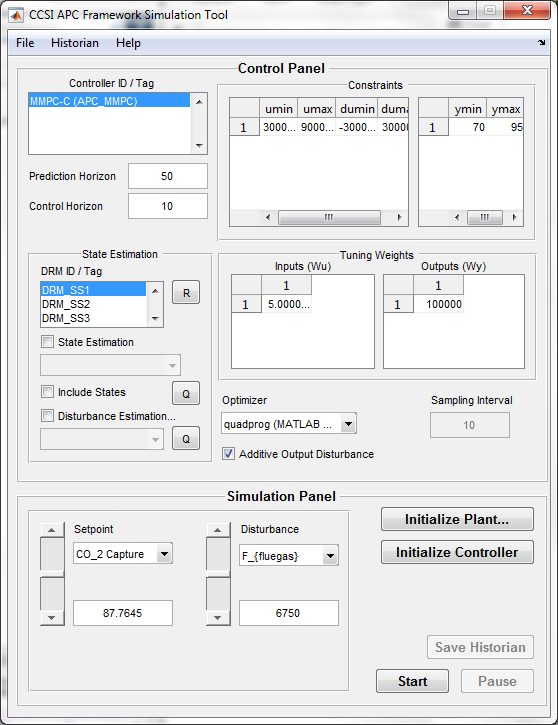 CCSI APC Framework Simulation Tool
File Historian Help
Control Panel
Controller ID / Tag
MMPC-C (APC_MMPC)
Prediction Horizon 50
Control Horizon 10
Constraints
umin umax dumin duma
1 3000... 9000... -3000... 30000
ymin ymax
1 70 95
State Estimation
DRM ID / Tag
DRM_SS1
DRM_SS2
DRM_SS3
R
State Estimation
Include States
Q
Disturbance Estimation...
Q
Tuning Weights
Inputs (Wu)
1
1 5.0000...
Outputs (Wy)
1
1 100000
Optimizer
quadprog (MATLAB ...
Sampling Interval
10
Additive Output Disturbance
Simulation Panel
Setpoint
CO_2 Capture
87.7645
Disturbance
F_{fluegas}
6750
Initialize Plant...
Initialize Controller
Save Historian
Start
Pause